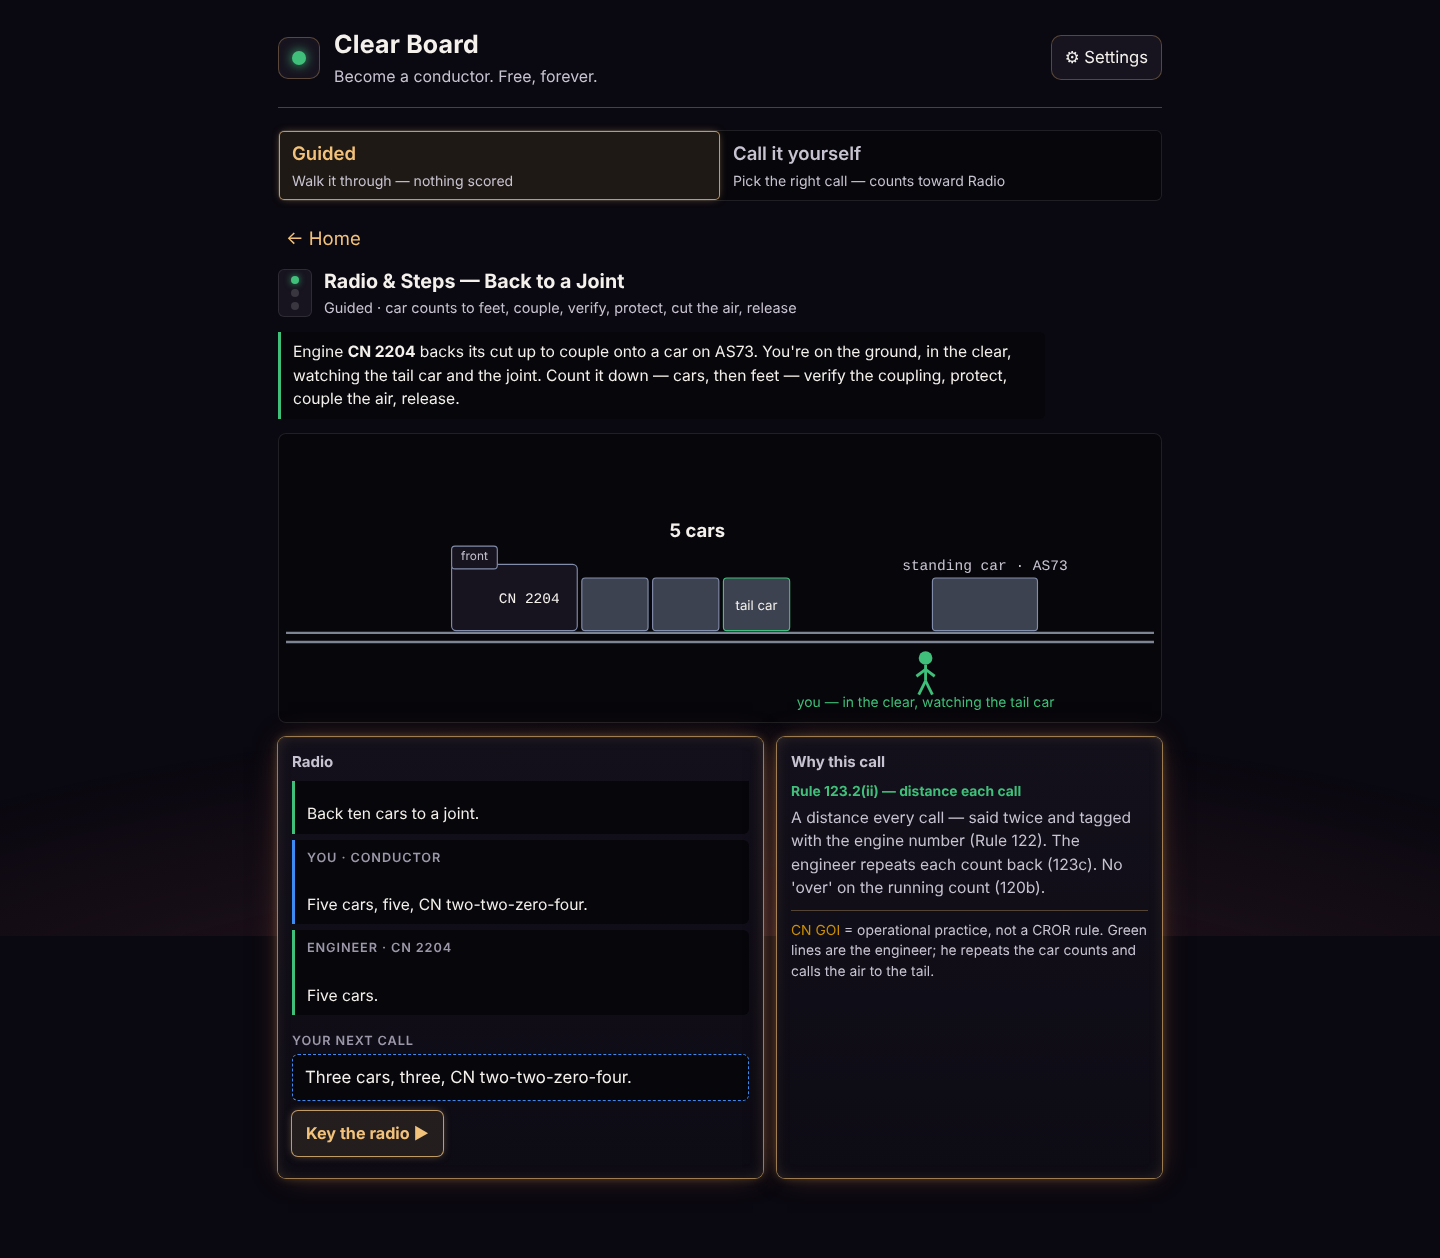 Clear Board
Become a conductor. Free, forever.
⚙ Settings
Guided
Walk it through — nothing scored
Call it yourself
Pick the right call — counts toward Radio
← Home
Radio & Steps — Back to a Joint
Guided · car counts to feet, couple, verify, protect, cut the air, release
Engine CN 2204 backs its cut up to couple onto a car on AS73. You're on the ground, in the clear,
watching the tail car and the joint. Count it down — cars, then feet — verify the coupling, protect,
couple the air, release.
5 cars
front
CN 2204
tail car
standing car · AS73
you — in the clear, watching the tail car
Radio
Back ten cars to a joint.
YOU · CONDUCTOR
Five cars, five, CN two-two-zero-four.
ENGINEER · CN 2204
Five cars.
YOUR NEXT CALL
Three cars, three, CN two-two-zero-four.
Key the radio ▶
Why this call
Rule 123.2(ii) — distance each call
A distance every call — said twice and tagged
with the engine number (Rule 122). The
engineer repeats each count back (123c). No
'over' on the running count (120b).
CN GOI = operational practice, not a CROR rule. Green
lines are the engineer; he repeats the car counts and
calls the air to the tail.